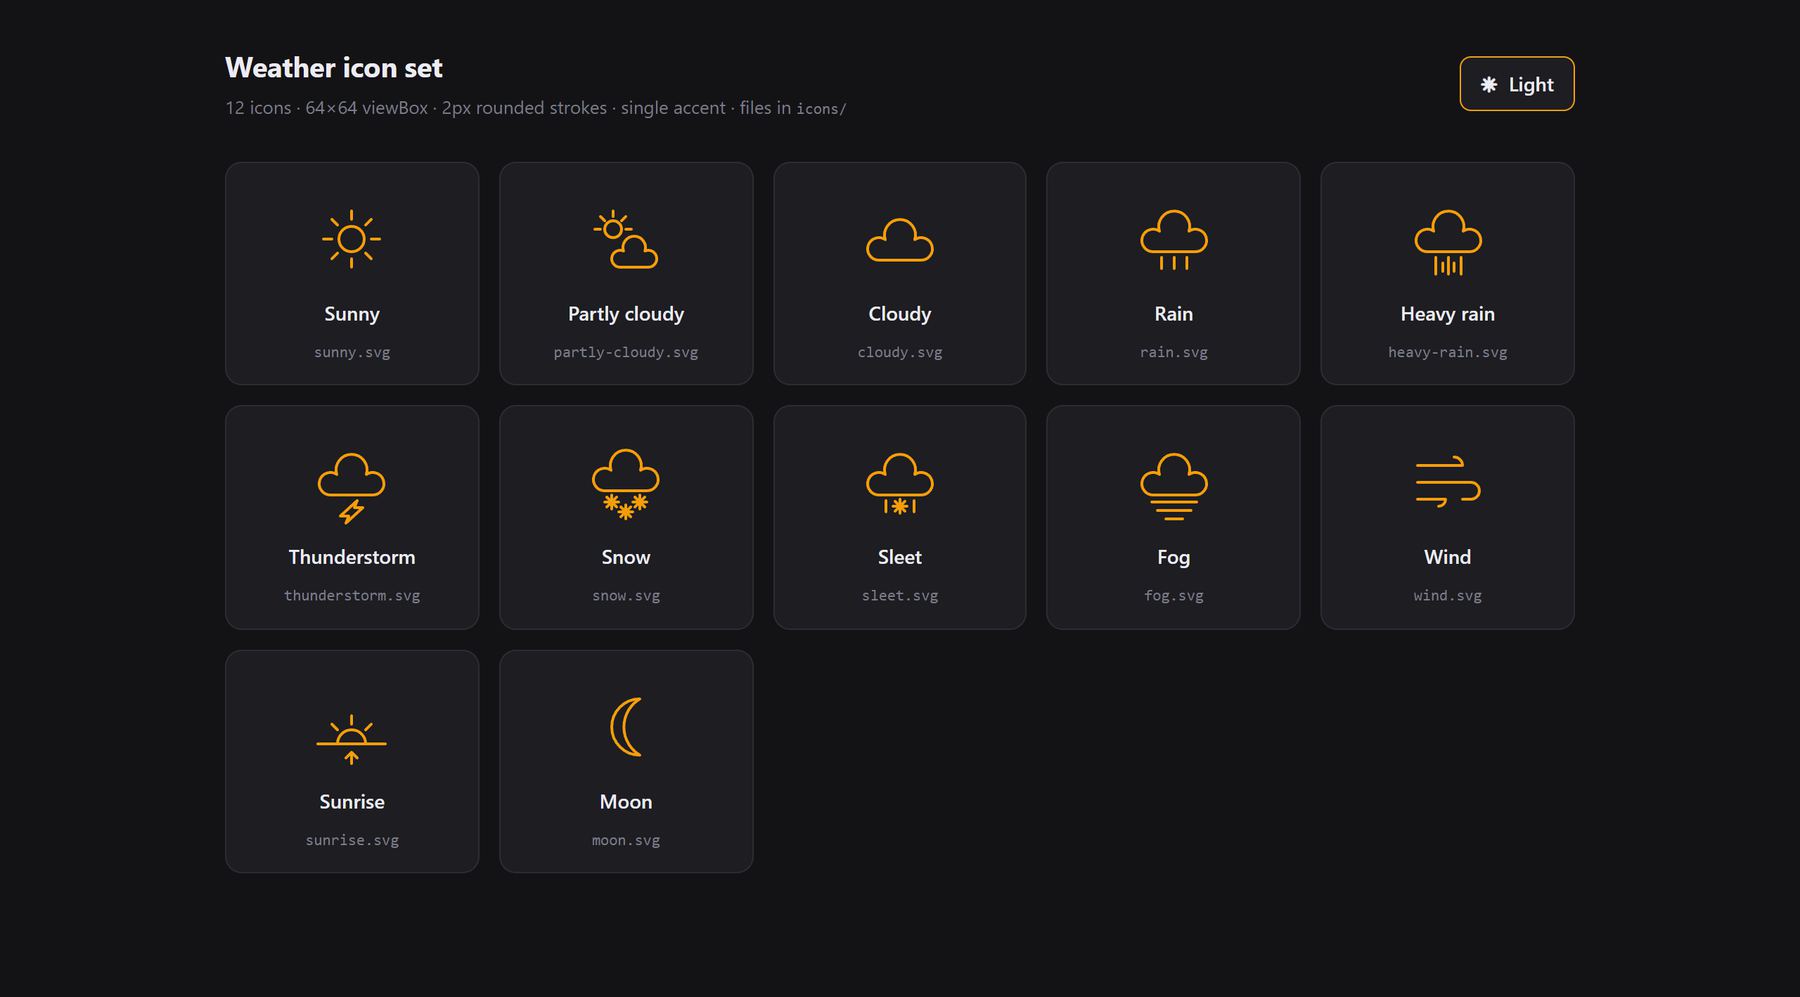 Weather icon set
12 icons · 64×64 viewBox · 2px rounded strokes · single accent · files in icons/
Light
Sunny
sunny.svg
Partly cloudy
partly-cloudy.svg
Cloudy
cloudy.svg
Rain
rain.svg
Heavy rain
heavy-rain.svg
Thunderstorm
thunderstorm.svg
Snow
snow.svg
Sleet
sleet.svg
Fog
fog.svg
Wind
wind.svg
Sunrise
sunrise.svg
Moon
moon.svg